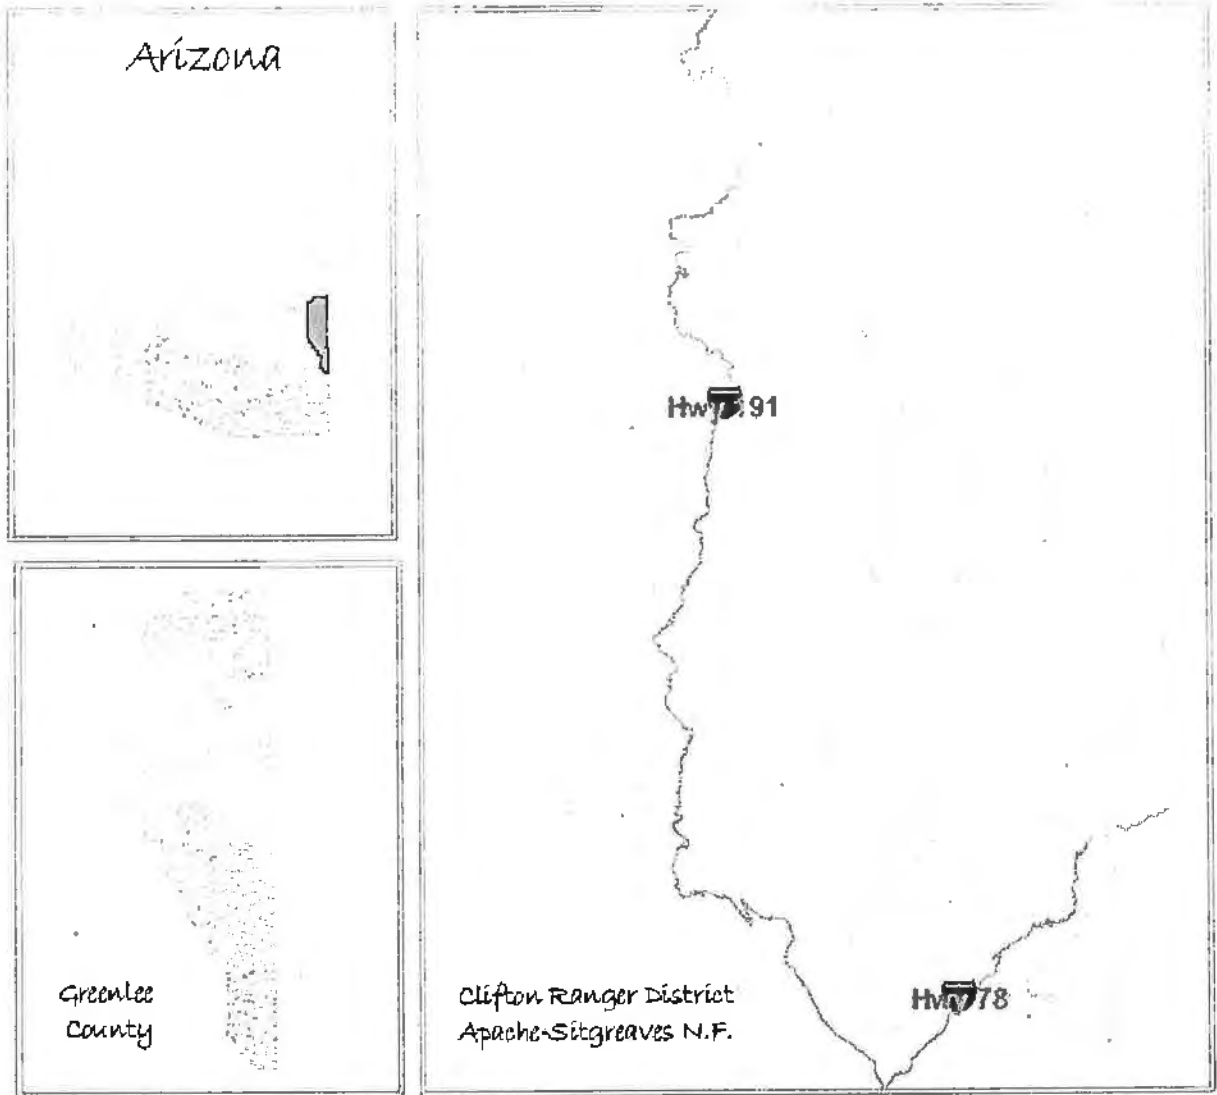 Arizona
Hwy 191
Greenlee
County
Clifton Ranger District
Apache-Sitgreaves N.F.
Hwy 78